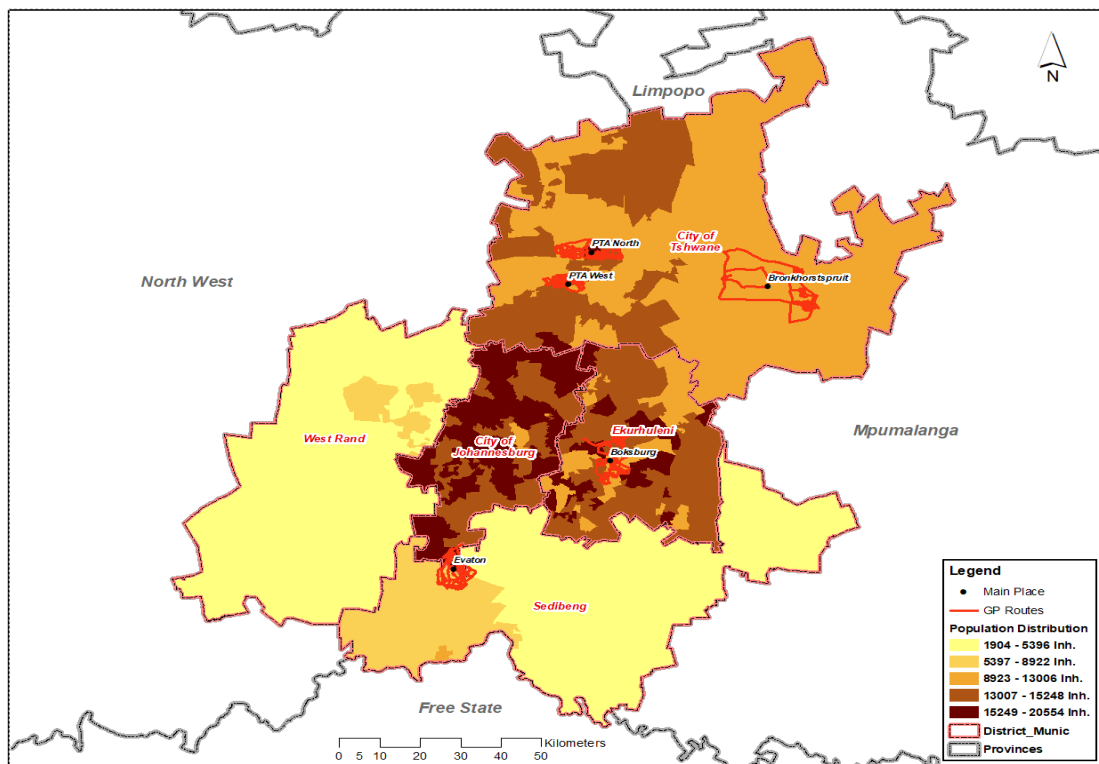 N
Limpopo
PTA North
City of
Tshwane
PTA West
Bronkhorstspruit
North West
West Rand
City of
Johannesburg
Ekurhuleni
Boksburg
Mpumalanga
Evaton
Sedibeng
Free State
Kilometers
0 5 10 20 30 40 50
Legend
Main Place
GP Routes
Population Distribution
1904 - 5396 Inh.
5397 - 8922 Inh.
8923 - 13006 Inh.
13007 - 15248 Inh.
15249 - 20554 Inh.
District_Munic
Provinces